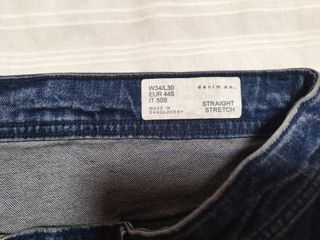 W34/L30
EUR 44S
IT 50S
MADE IN
BANGLADESH
denim co.
STRAIGHT
STRETCH